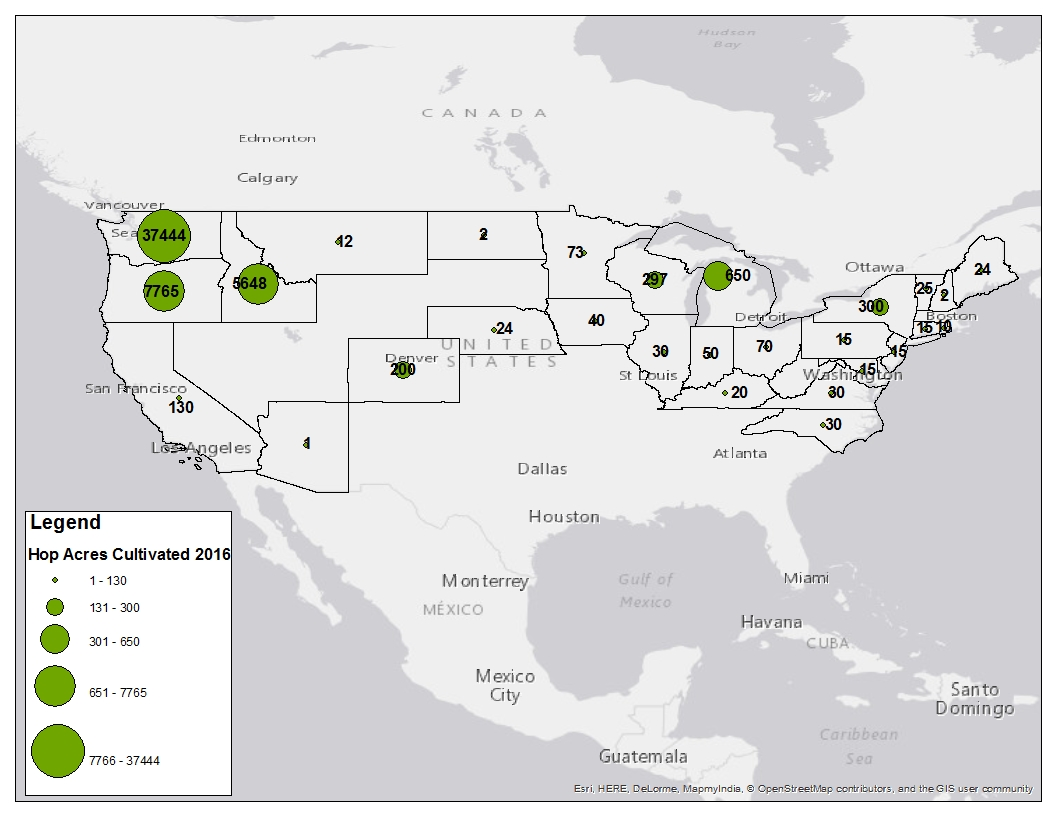 Hudson
Bay
CANADA
Edmonton
Calgary
Vancouver
Sea
37444
12
2
73
5648
7765
297
650
Ottawa
24
25
2
300
Boston
15
10
Detroit
40
24
UNITED
STATES
Denver
200
30
50
70
15
15
15
St Louis
Washington
San Francisco
130
20
30
30
Los Angeles
1
Atlanta
Dallas
Houston
Legend
Hop Acres Cultivated 2016
1 - 130
131 - 300
301 - 650
651 - 7765
7766 - 37444
Monterrey
MÉXICO
Gulf of
Mexico
Miami
Havana
CUBA
Mexico
City
Santo
Domingo
Caribbean
Sea
Guatemala
Esri, HERE, DeLorme, MapmyIndia, © OpenStreetMap contributors, and the GIS user community